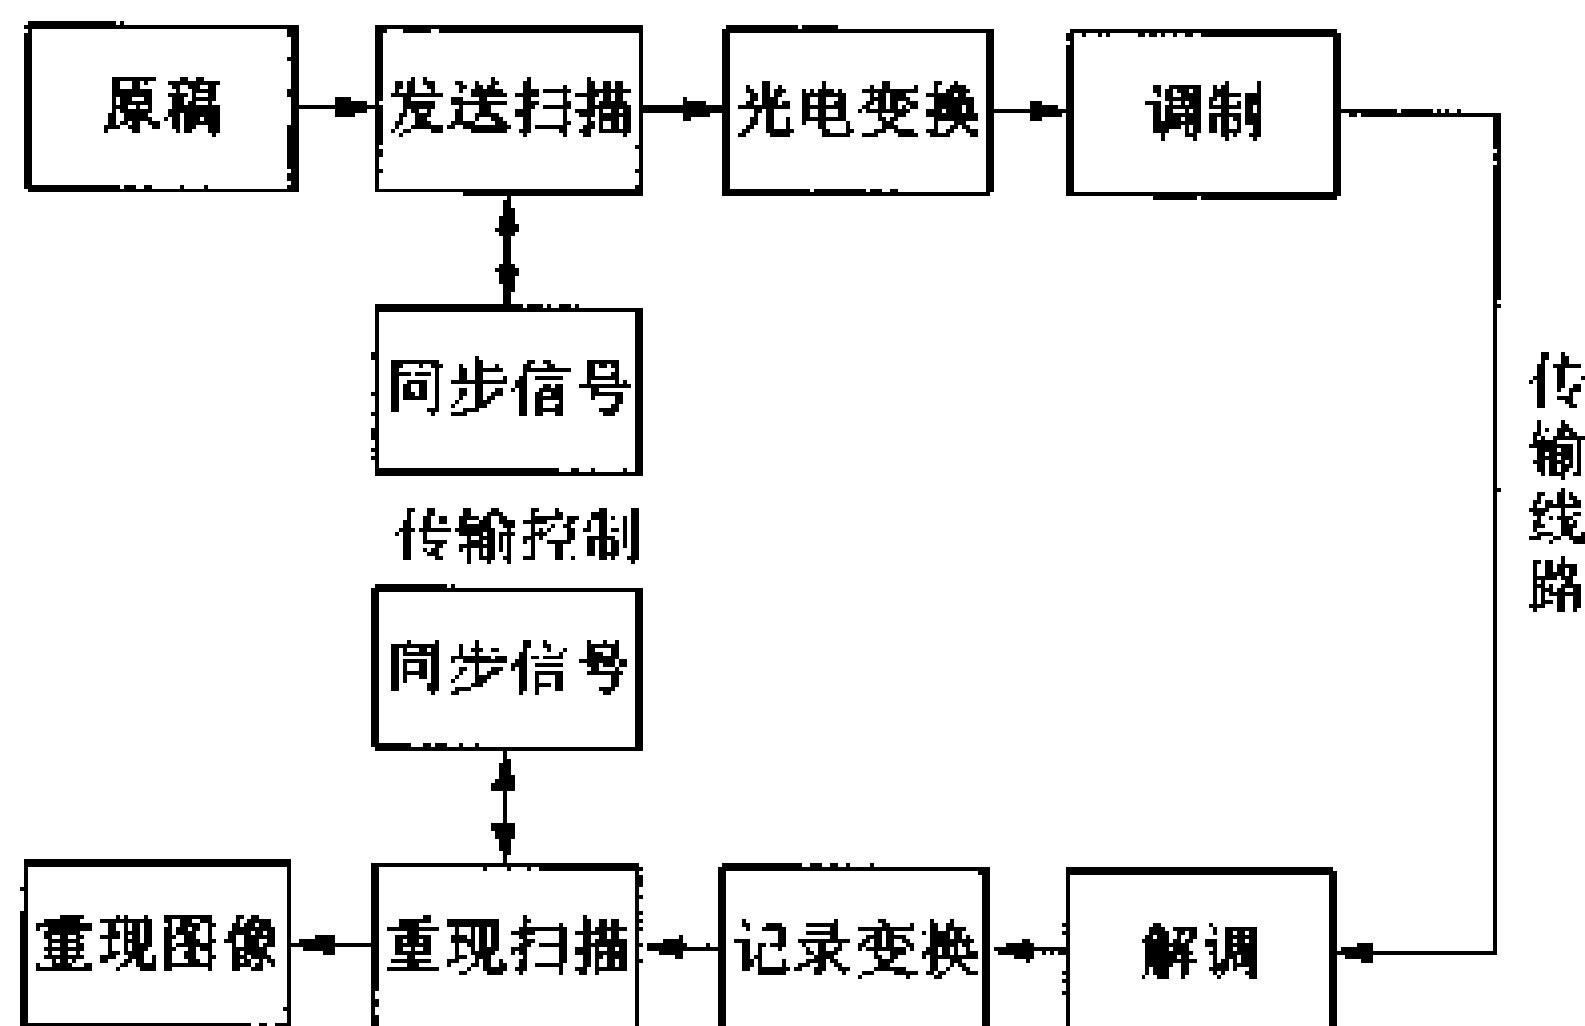 原稿
发送扫描
光电变换
调制
同步信号
传输控制
同步信号
传输线路
重现图像
重现扫描
记录变换
解调